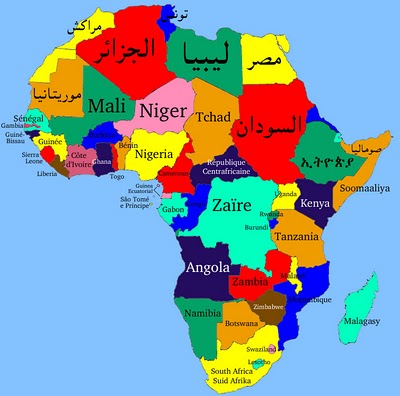 تونس
مراكش
الجزائر
ليبيا
مصر
موريتانيا
Mali
Niger
Tchad
السودان
Sénégal
Gambia
Guiné-
Bissau
Guinée
Sierra
Leone
Liberia
Côte
d'Ivoire
Ghana
Togo
Bénin
Nigeria
Cameroun
République
Centrafricaine
ኢትዮጵያ
صوماليا
Soomaaliya
Guinea
Ecuatorial
São Tomé
e Príncipe
Gabon
Zaïre
Uganda
Kenya
Rwanda
Burundi
Tanzania
Angola
Zambia
Malawi
Moçambique
Zimbabwe
Namibia
Botswana
Malagasy
Swaziland
Lesotho
South Africa
Suid Afrika